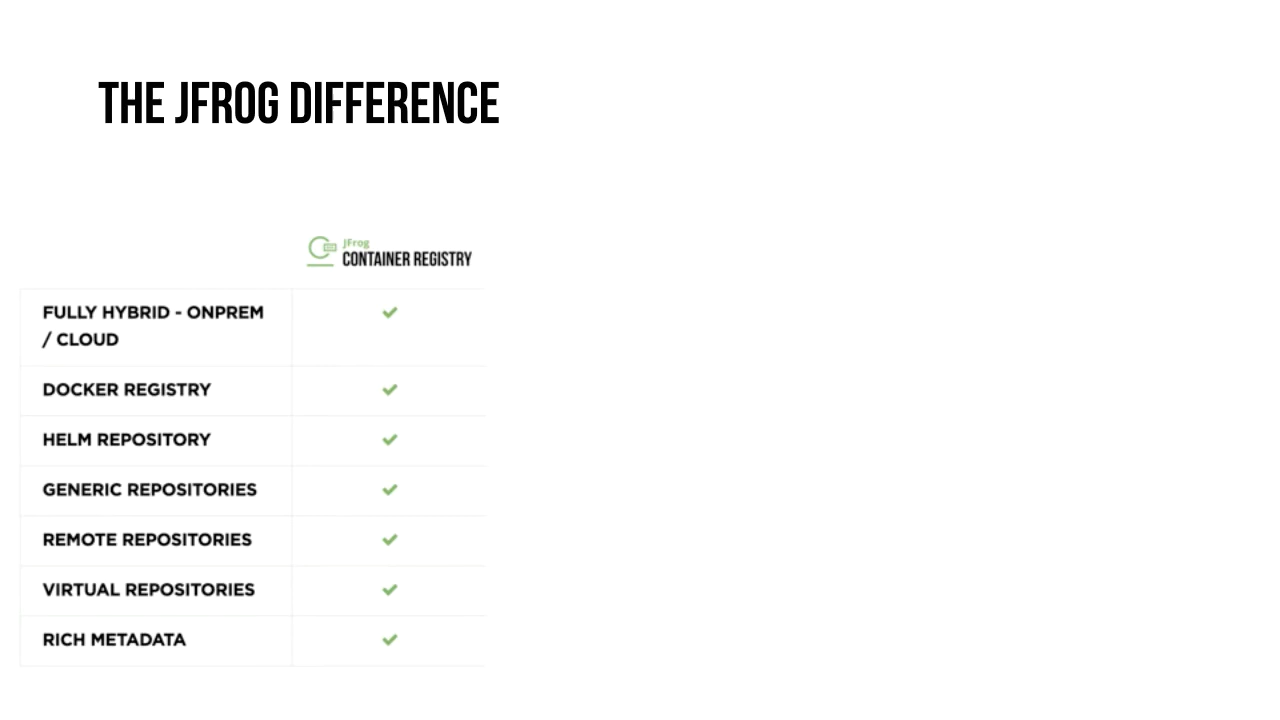 THE JFROG DIFFERENCE
JFrog
CONTAINER REGISTRY
FULLY HYBRID - ONPREM
/ CLOUD
DOCKER REGISTRY
HELM REPOSITORY
GENERIC REPOSITORIES
REMOTE REPOSITORIES
VIRTUAL REPOSITORIES
RICH METADATA